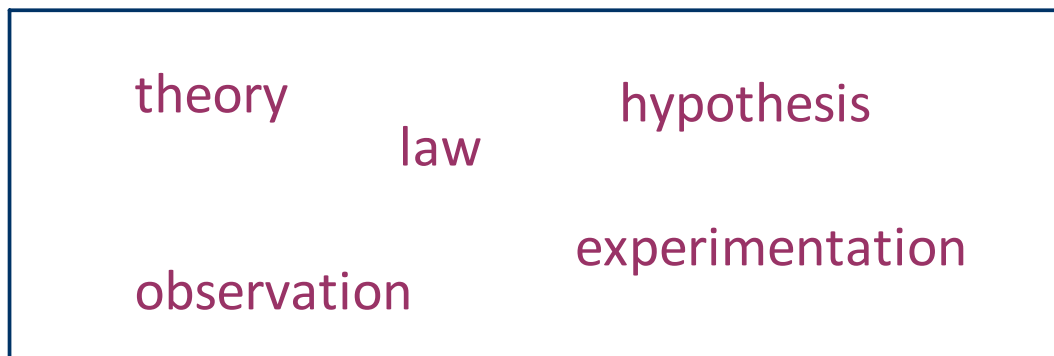 theory
hypothesis
law
experimentation
observation